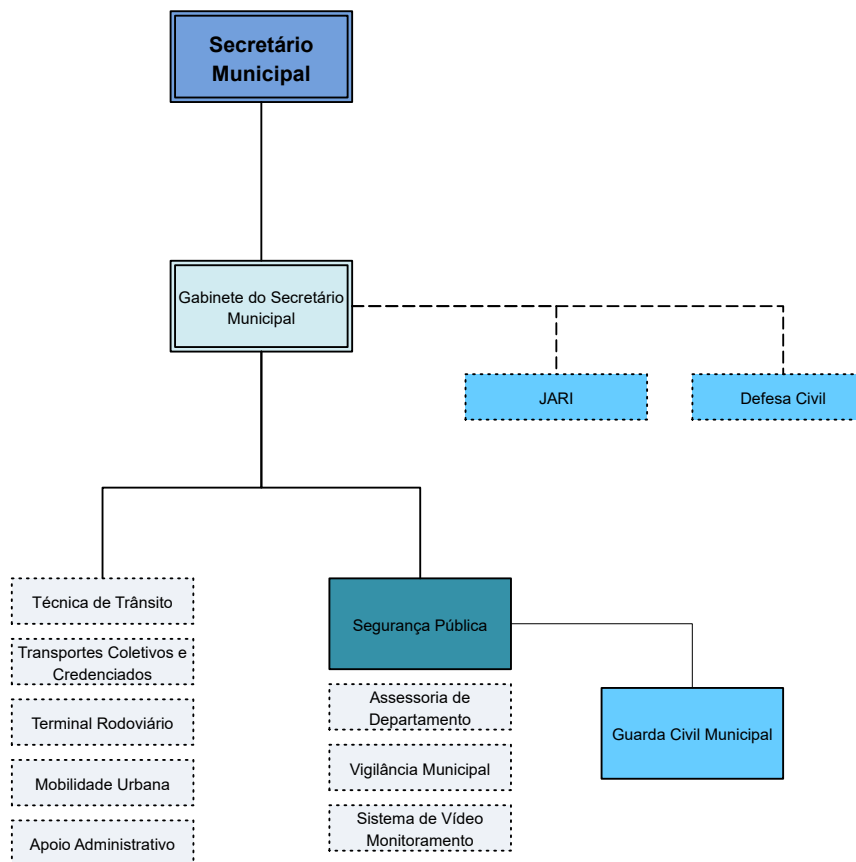 Secretário
Municipal
Gabinete do Secretário
Municipal
JARI
Defesa Civil
Técnica de Trânsito
Transportes Coletivos e
Credenciados
Terminal Rodoviário
Mobilidade Urbana
Apoio Administrativo
Segurança Pública
Assessoria de
Departamento
Vigilância Municipal
Sistema de Vídeo
Monitoramento
Guarda Civil Municipal